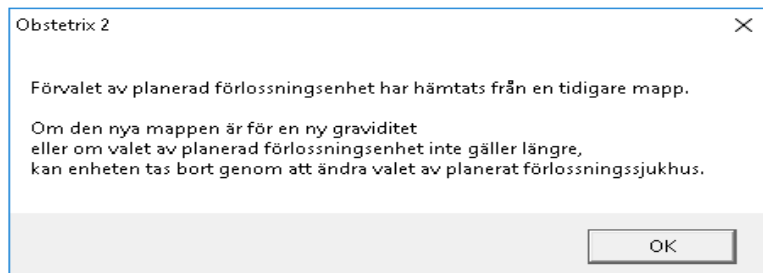 Obstetrix 2
Förvalet av planerad förlossningsenhet har hämtats från en tidigare mapp.
Om den nya mappen är för en ny graviditet
eller om valet av planerad förlossningsenhet inte gäller längre,
kan enheten tas bort genom att ändra valet av planerat förlossningssjukhus.
OK